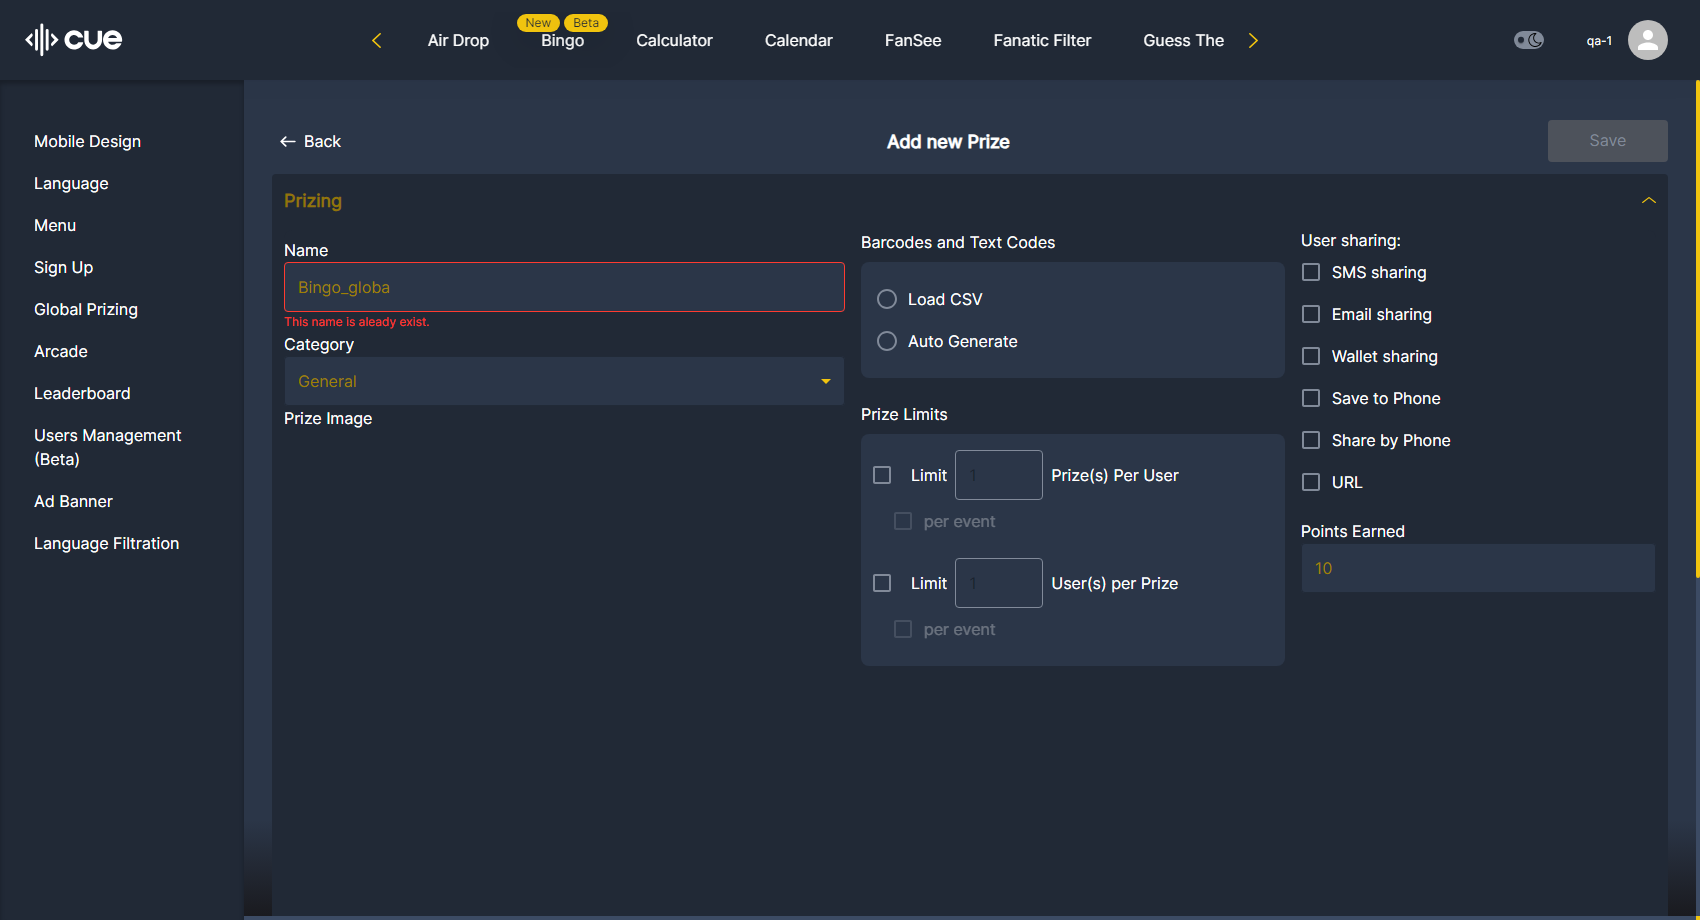 cue
Air Drop
New
Beta
Bingo
Calculator
Calendar
FanSee
Fanatic Filter
Guess The
qa-1
Mobile Design
Language
Menu
Sign Up
Global Prizing
Arcade
Leaderboard
Users Management
(Beta)
Ad Banner
Language Filtration
Back
Add new Prize
Save
Prizing
Name
Bingo_globa
This name is aleady exist.
Category
General
Prize Image
Barcodes and Text Codes
Load CSV
Auto Generate
Prize Limits
Limit 1 Prize(s) Per User
per event
Limit 1 User(s) per Prize
per event
User sharing:
SMS sharing
Email sharing
Wallet sharing
Save to Phone
Share by Phone
URL
Points Earned
10